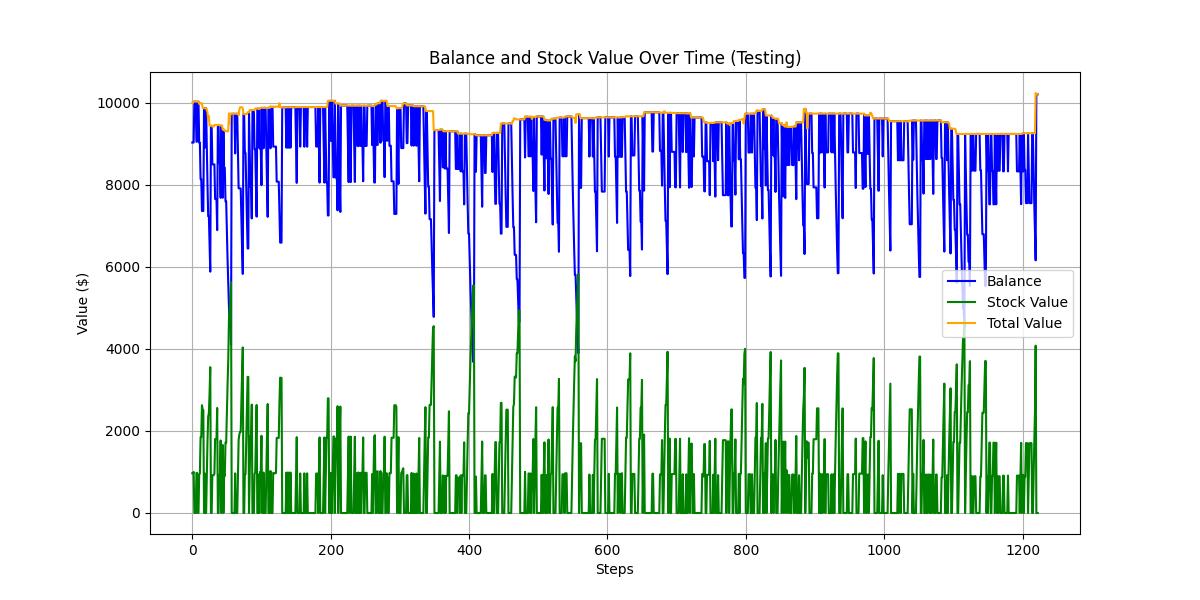 Balance and Stock Value Over Time (Testing)
Value ($)
10000
8000
6000
4000
2000
0
Balance
Stock Value
Total Value
0 200 400 600 800 1000 1200
Steps